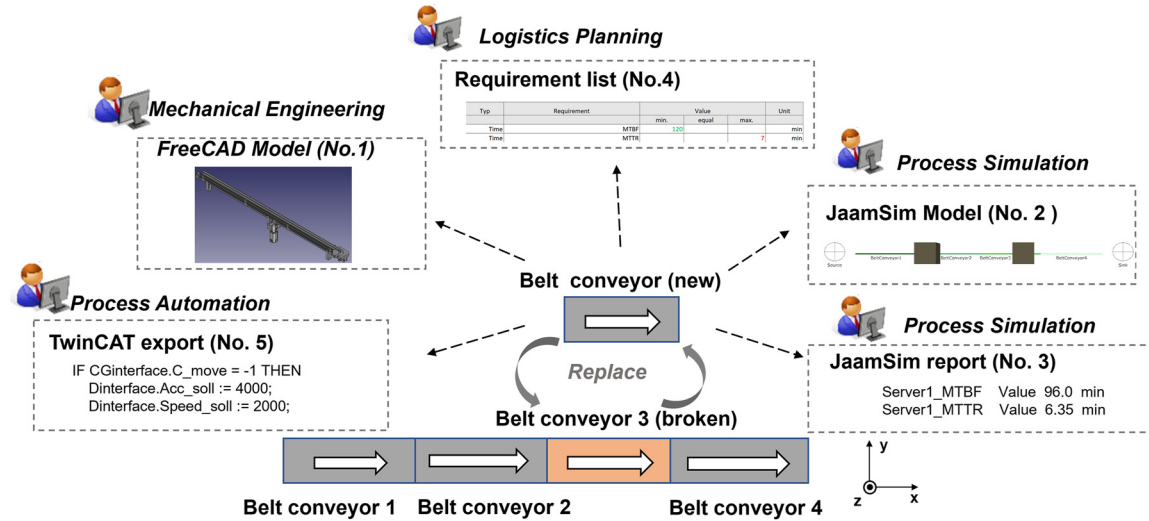 Logistics Planning
Requirement list (No.4)
Typ Requirement Value Unit
min. equal max.
Time MTBF 120 min
Time MTTR 7 min
Mechanical Engineering
FreeCAD Model (No.1)
Process Simulation
JaamSim Model (No. 2 )
Source BeltConveyor1 BeltConveyor2 BeltConveyor3 BeltConveyor4 Sink
Process Automation
TwinCAT export (No. 5)
IF CGinterface.C_move = -1 THEN
Dinterface.Acc_soll := 4000;
Dinterface.Speed_soll := 2000;
Belt conveyor (new)
Replace
Belt conveyor 3 (broken)
Process Simulation
JaamSim report (No. 3)
Server1_MTBF Value 96.0 min
Server1_MTTR Value 6.35 min
Belt conveyor 1 Belt conveyor 2 Belt conveyor 4
y
z x